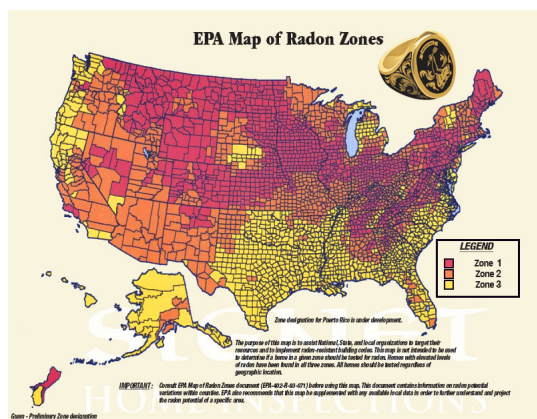 EPA Map of Radon Zones
LEGEND
Zone 1
Zone 2
Zone 3
Zone designation for Puerto Rico is under development.
The purpose of this map is to assist National, State, and local organizations to target their
resources and to implement radon-resistant building codes. This map is not intended to be used
to determine if a home in a given zone should be tested for radon. Homes with elevated levels
of radon have been found in all three zones. All homes should be tested regardless of
geographic location.
IMPORTANT: Consult EPA Map of Radon Zones document (EPA-402-R-93-071) before using this map. This document contains information on radon potential
variations within counties. EPA also recommends that this map be supplemented with any available local data in order to further understand and project
the radon potential of a specific area.
Guam - Preliminary Zone designation
SIGNET
HOME INSPECTIONS